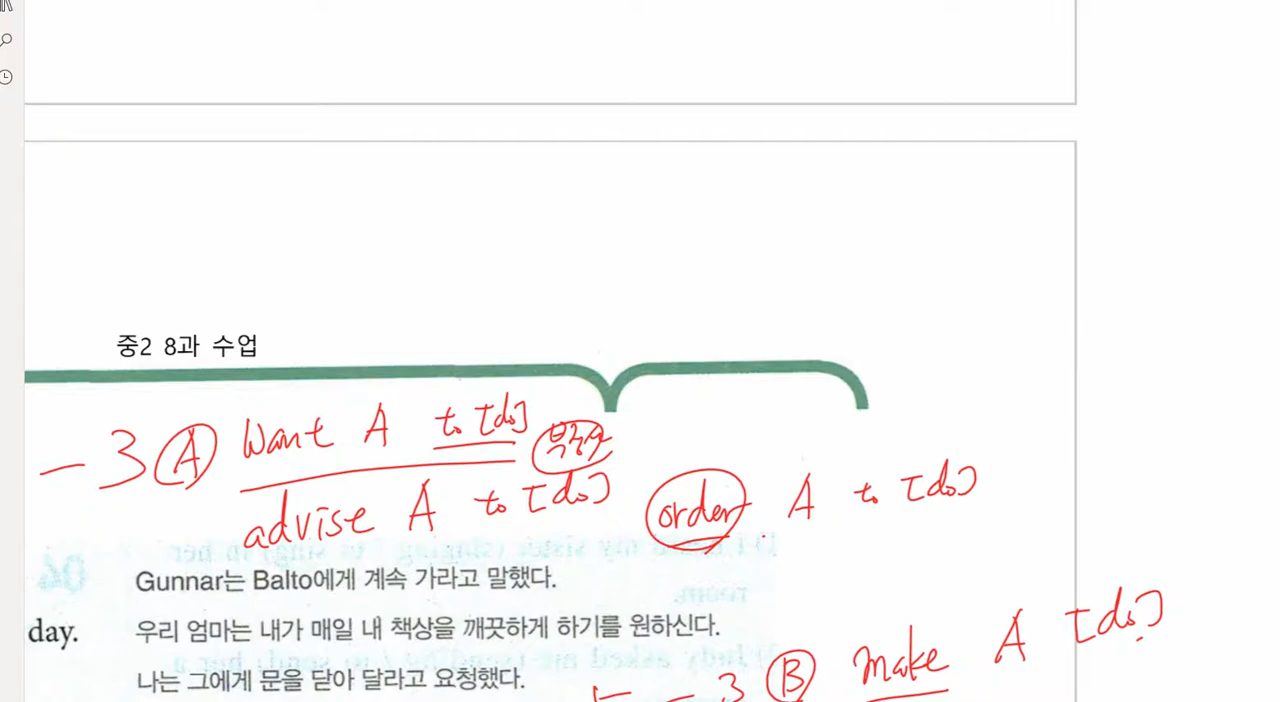 중2 8과 수업
- 3 Ⓐ Want A to [do] 부정사
advise A to [do] order A to [do]
Gunnar는 Balto에게 계속 가라고 말했다.
day. 우리 엄마는 내가 매일 내 책상을 깨끗하게 하기를 원하신다.
나는 그에게 문을 닫아 달라고 요청했다.
- 3 Ⓑ make A [do]